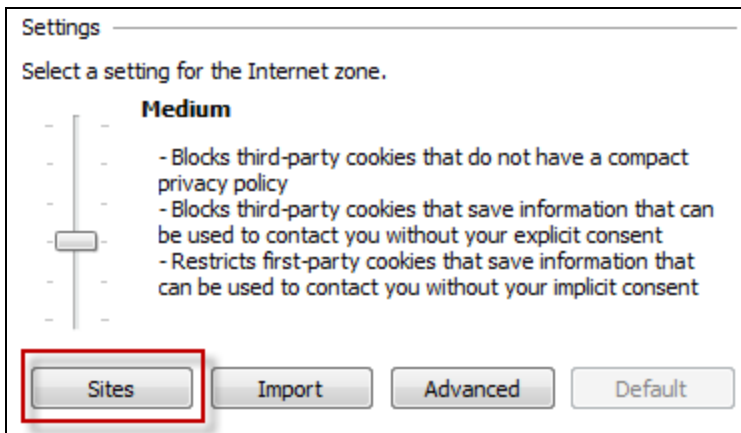 Settings
Select a setting for the Internet zone.
Medium
- Blocks third-party cookies that do not have a compact
privacy policy
- Blocks third-party cookies that save information that can
be used to contact you without your explicit consent
- Restricts first-party cookies that save information that
can be used to contact you without your implicit consent
Sites Import Advanced Default